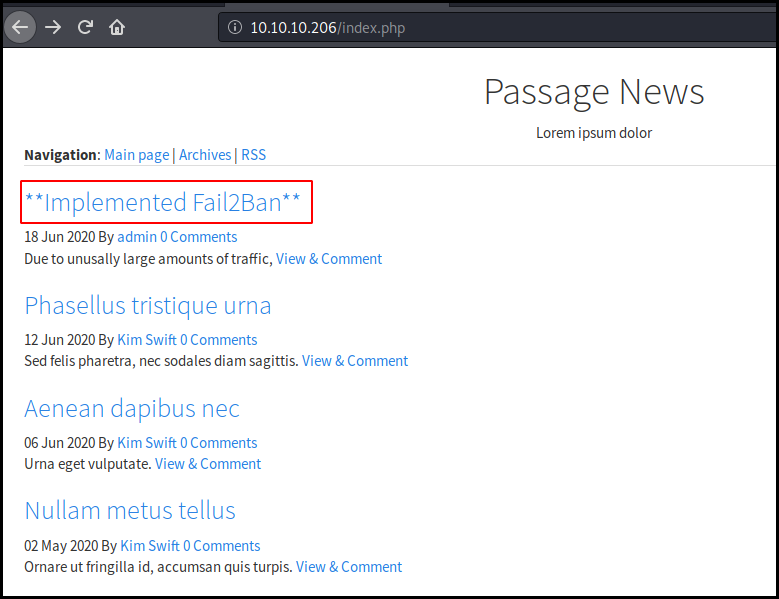 10.10.10.206/index.php
Passage News
Lorem ipsum dolor
Navigation: Main page | Archives | RSS
**Implemented Fail2Ban**
18 Jun 2020 By admin 0 Comments
Due to unusally large amounts of traffic, View & Comment
Phasellus tristique urna
12 Jun 2020 By Kim Swift 0 Comments
Sed felis pharetra, nec sodales diam sagittis. View & Comment
Aenean dapibus nec
06 Jun 2020 By Kim Swift 0 Comments
Urna eget vulputate. View & Comment
Nullam metus tellus
02 May 2020 By Kim Swift 0 Comments
Ornare ut fringilla id, accumsan quis turpis. View & Comment